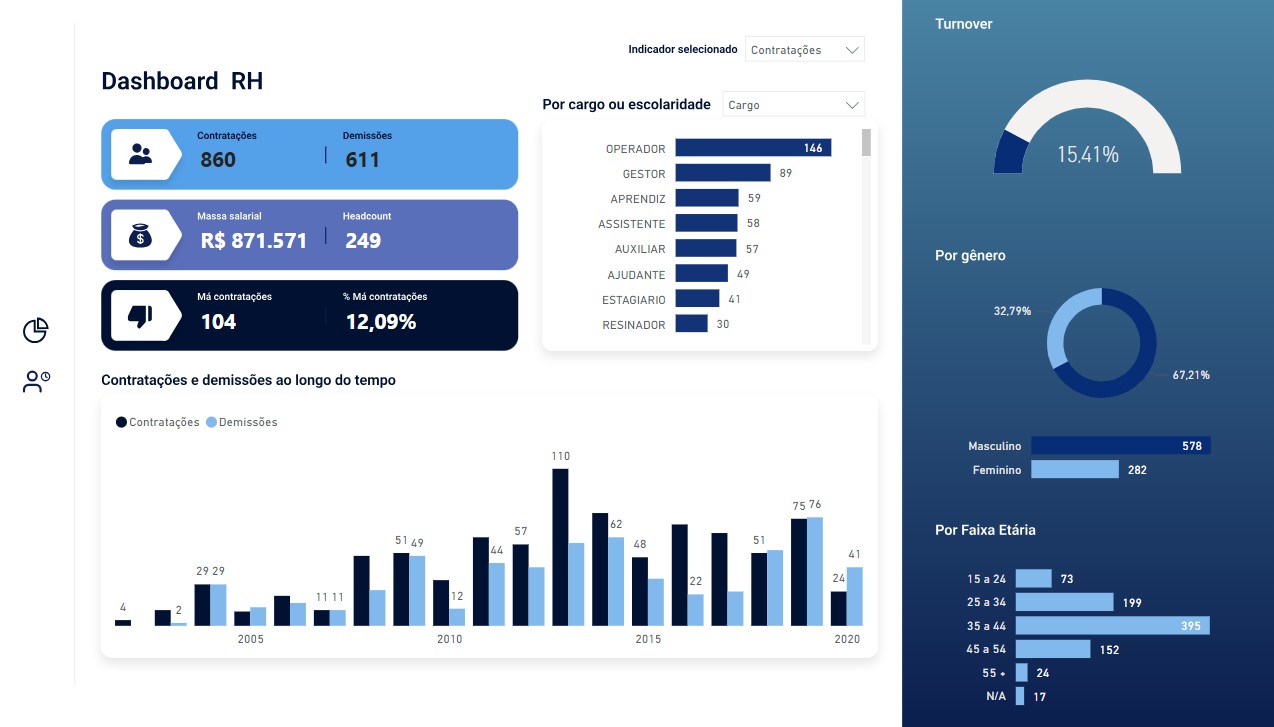 Dashboard RH
Indicador selecionado
Contratações
Contratações
860
Demissões
611
Massa salarial
R$ 871.571
Headcount
249
Má contratações
104
% Má contratações
12,09%
Por cargo ou escolaridade
Cargo
OPERADOR 146
GESTOR 89
APRENDIZ 59
ASSISTENTE 58
AUXILIAR 57
AJUDANTE 49
ESTAGIARIO 41
RESINADOR 30
Contratações e demissões ao longo do tempo
Contratações Demissões
4
2
29 29
11 11
51 49
12
44
57
110
62
48
22
51
75 76
24
41
2005 2010 2015 2020
Turnover
15,41%
Por gênero
32,79%
67,21%
Masculino 578
Feminino 282
Por Faixa Etária
15 a 24 73
25 a 34 199
35 a 44 395
45 a 54 152
55 + 24
N/A 17